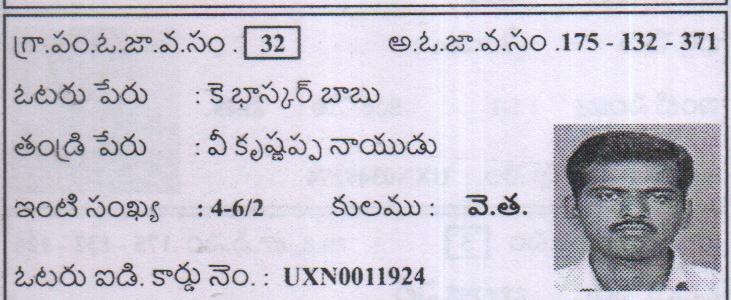 గ్రా.పం.ఓ.జా.వ.సం . 32 అ.ఓ.జా.వ.సం .175 - 132 - 371
ఓటరు పేరు : కె భాస్కర్ బాబు
తండ్రి పేరు : వీ కృష్ణప్ప నాయుడు
ఇంటి సంఖ్య : 4-6/2 కులము : వె.త.
ఓటరు ఐడి. కార్డు నెం. : UXN0011924